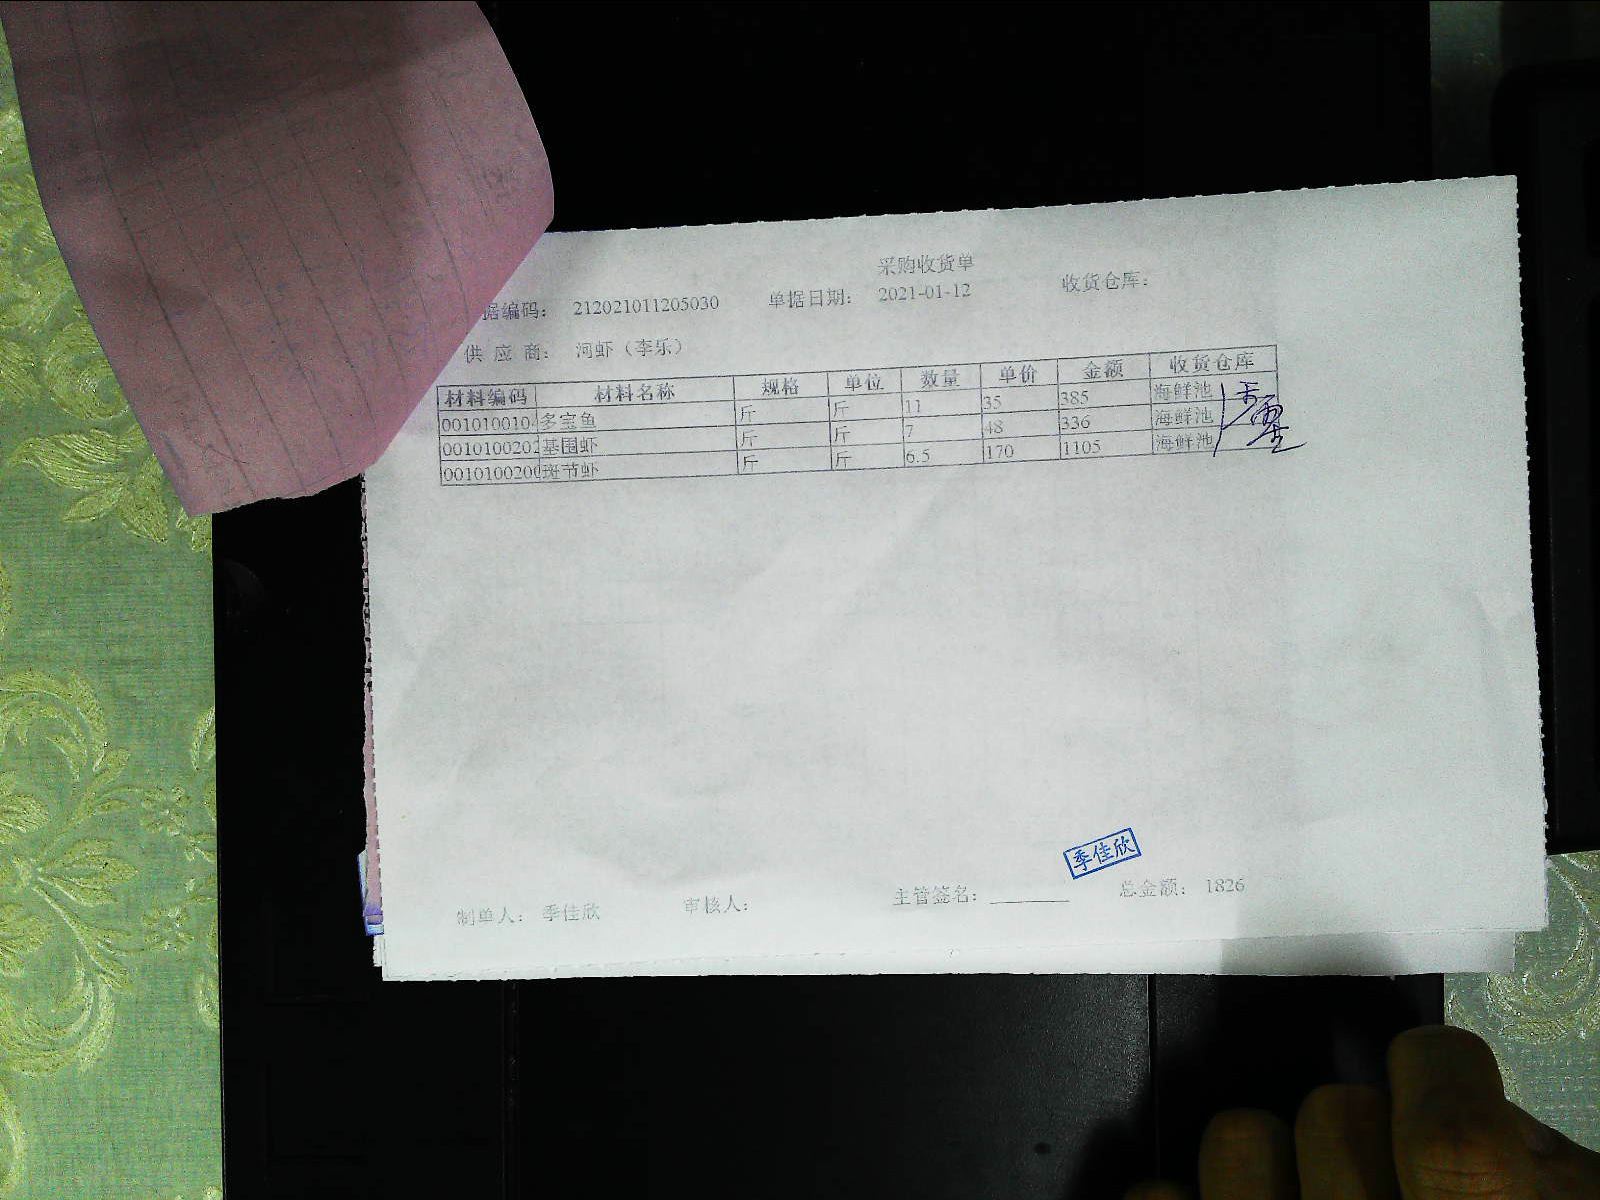 采购收货单
据编码： 212021011205030 单据日期： 2021-01-12 收货仓库：
供 应 商： 河虾（李乐）
材料编码 材料名称 规格 单位 数量 单价 金额 收货仓库
001010010 多宝鱼 斤 斤 11 35 385 海鲜池
0010100202 基围虾 斤 斤 7 48 336 海鲜池
0010100200 斑节虾 斤 斤 6.5 170 1105 海鲜池
季佳欣
制单人： 季佳欣 审核人： 主管签名： 总金额： 1826